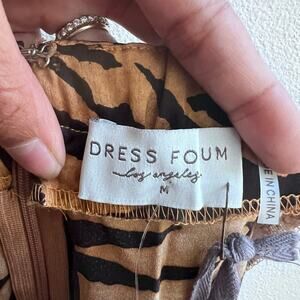 DRESS FOUM
los angeles
M
IN CHINA